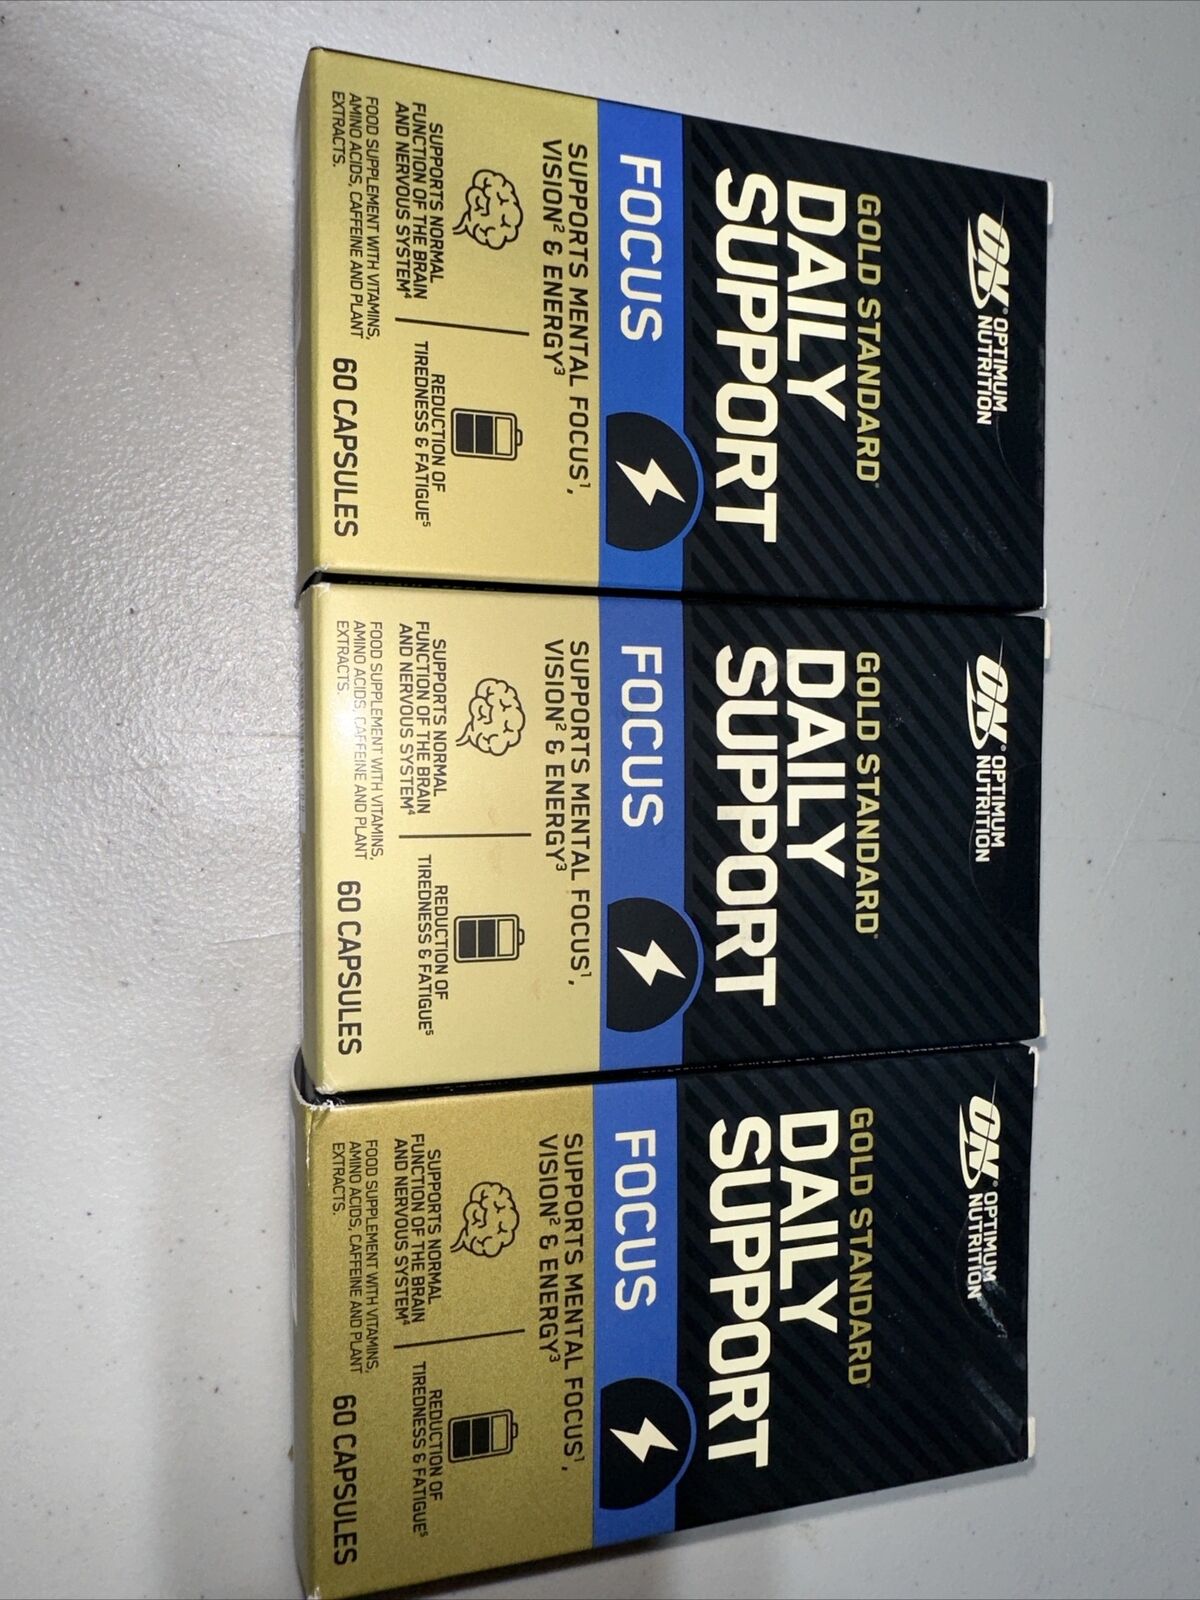 ON® OPTIMUM
NUTRITION
GOLD STANDARD®
DAILY
SUPPORT
FOCUS
SUPPORTS MENTAL FOCUS¹,
VISION² & ENERGY³
SUPPORTS NORMAL
FUNCTION OF THE BRAIN
AND NERVOUS SYSTEM⁴
REDUCTION OF
TIREDNESS & FATIGUE⁵
FOOD SUPPLEMENT WITH VITAMINS,
AMINO ACIDS, CAFFEINE AND PLANT
EXTRACTS.
60 CAPSULES
ON® OPTIMUM
NUTRITION
GOLD STANDARD®
DAILY
SUPPORT
FOCUS
SUPPORTS MENTAL FOCUS¹,
VISION² & ENERGY³
SUPPORTS NORMAL
FUNCTION OF THE BRAIN
AND NERVOUS SYSTEM⁴
REDUCTION OF
TIREDNESS & FATIGUE⁵
FOOD SUPPLEMENT WITH VITAMINS,
AMINO ACIDS, CAFFEINE AND PLANT
EXTRACTS.
60 CAPSULES
ON® OPTIMUM
NUTRITION
GOLD STANDARD®
DAILY
SUPPORT
FOCUS
SUPPORTS MENTAL FOCUS¹,
VISION² & ENERGY³
SUPPORTS NORMAL
FUNCTION OF THE BRAIN
AND NERVOUS SYSTEM⁴
REDUCTION OF
TIREDNESS & FATIGUE⁵
FOOD SUPPLEMENT WITH VITAMINS,
AMINO ACIDS, CAFFEINE AND PLANT
EXTRACTS.
60 CAPSULES